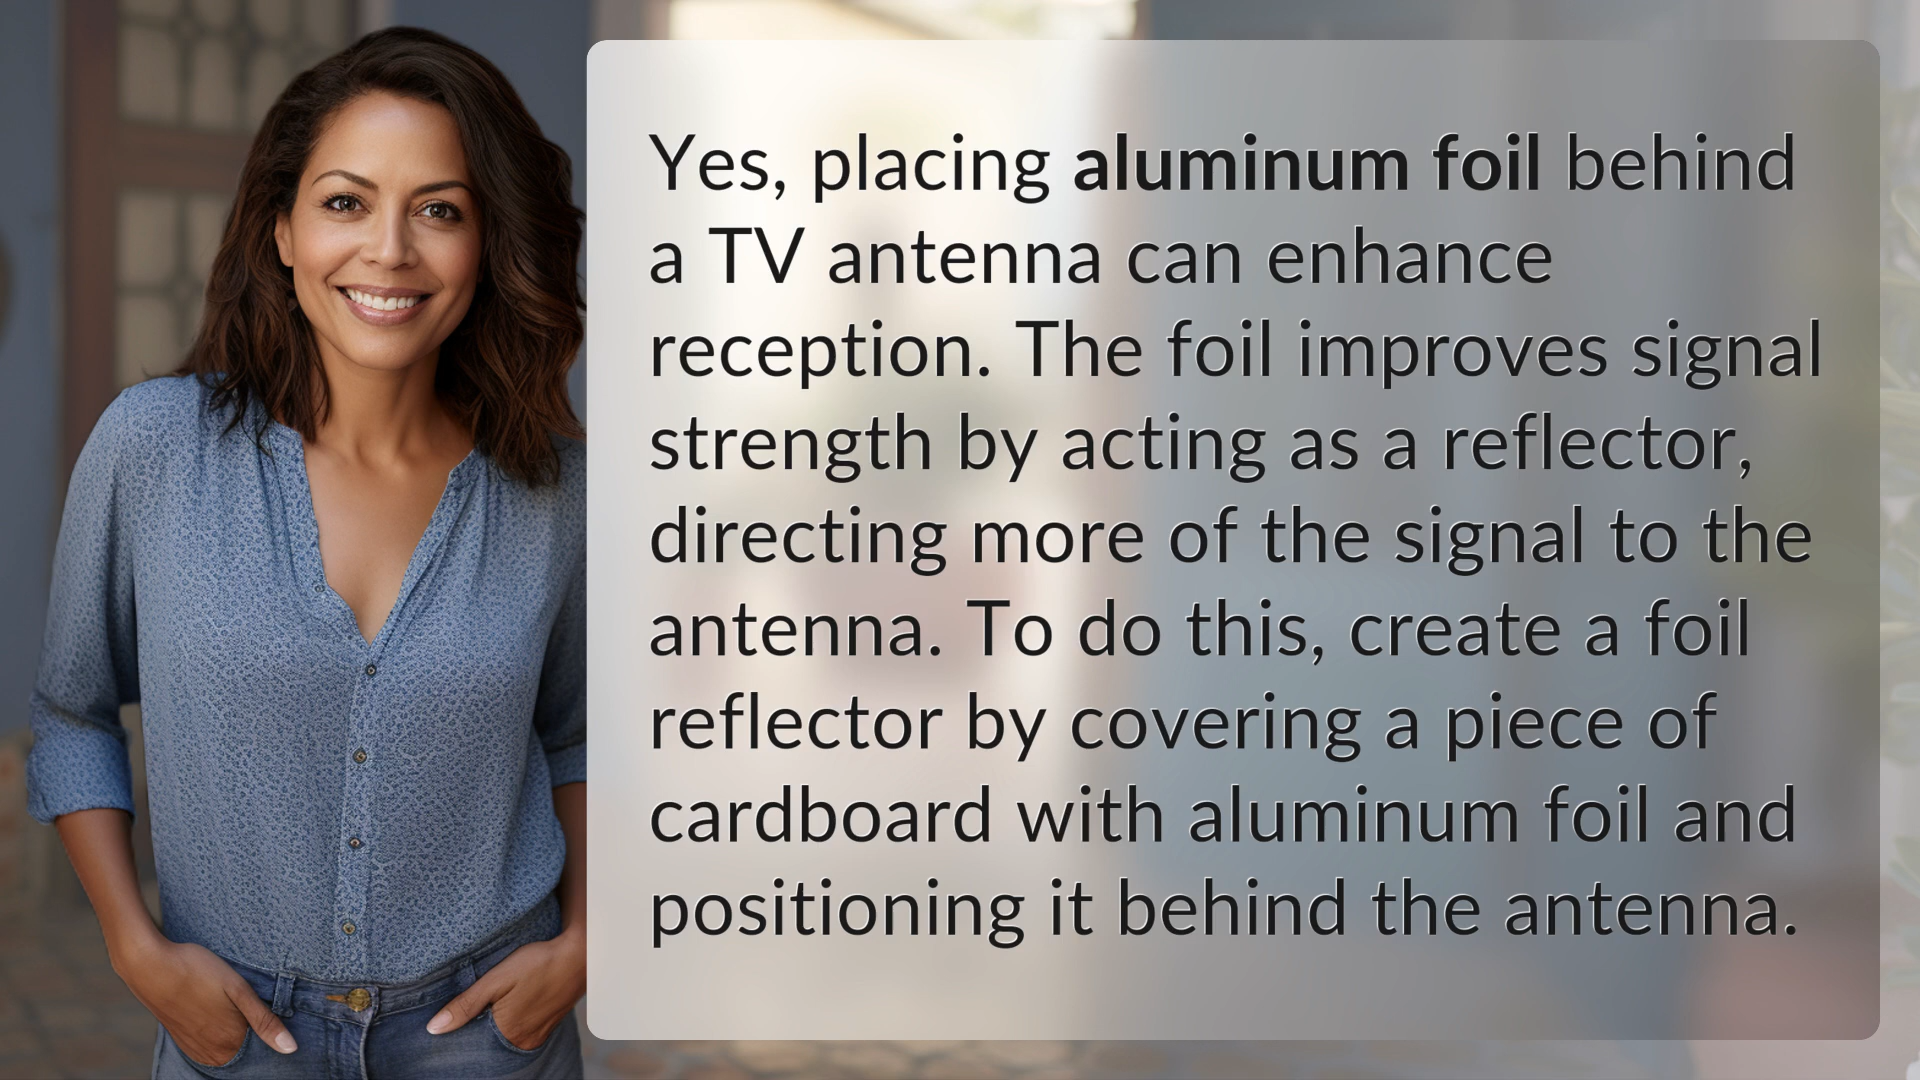 Yes, placing aluminum foil behind
a TV antenna can enhance
reception. The foil improves signal
strength by acting as a reflector,
directing more of the signal to the
antenna. To do this, create a foil
reflector by covering a piece of
cardboard with aluminum foil and
positioning it behind the antenna.